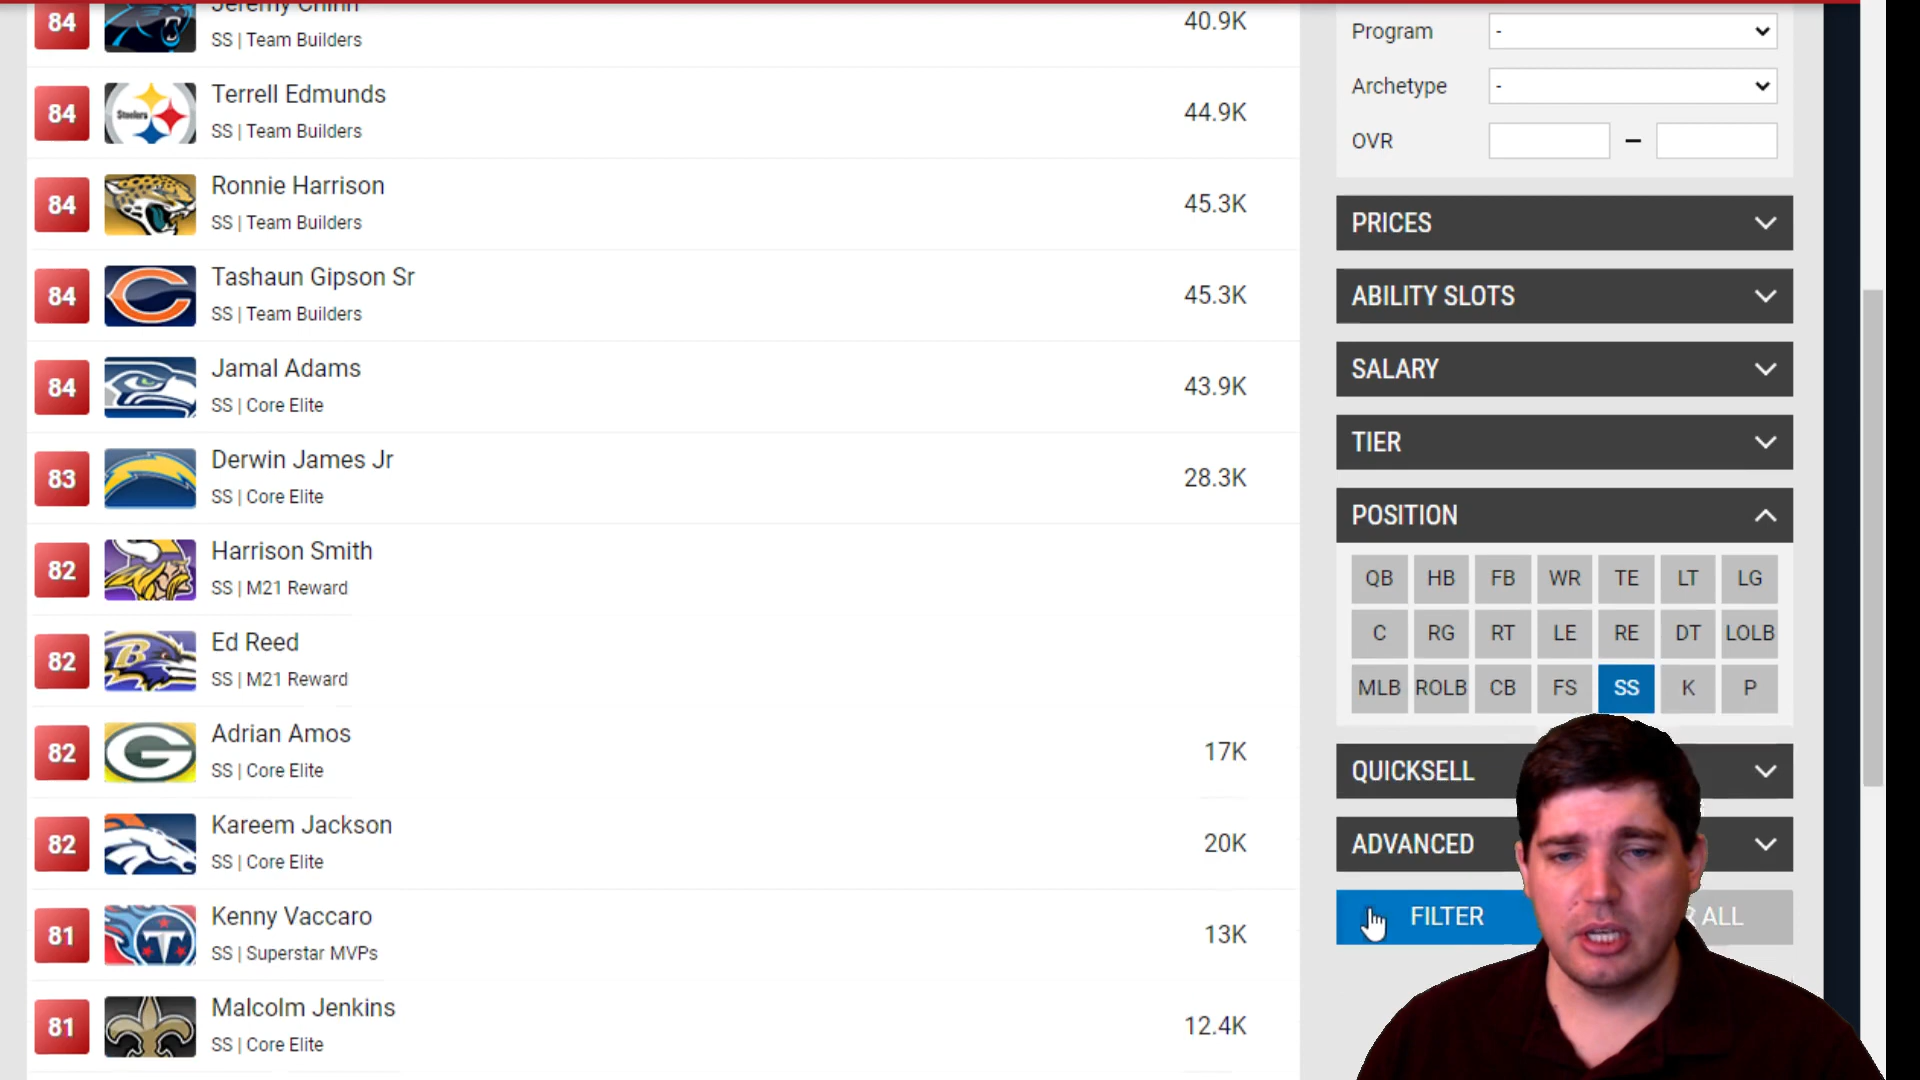 84
Jeremy Chinn
SS | Team Builders
40.9K
84
Steelers
Terrell Edmunds
SS | Team Builders
44.9K
84
Ronnie Harrison
SS | Team Builders
45.3K
84
Tashaun Gipson Sr
SS | Team Builders
45.3K
84
Jamal Adams
SS | Core Elite
43.9K
83
Derwin James Jr
SS | Core Elite
28.3K
82
Harrison Smith
SS | M21 Reward
82
Ed Reed
SS | M21 Reward
82
Adrian Amos
SS | Core Elite
17K
82
Kareem Jackson
SS | Core Elite
20K
81
Kenny Vaccaro
SS | Superstar MVPs
13K
81
Malcolm Jenkins
SS | Core Elite
12.4K
Program -
Archetype -
OVR –
PRICES
ABILITY SLOTS
SALARY
TIER
POSITION
QB HB FB WR TE LT LG
C RG RT LE RE DT LOLB
MLB ROLB CB FS SS K P
QUICKSELL
ADVANCED
FILTER
ALL